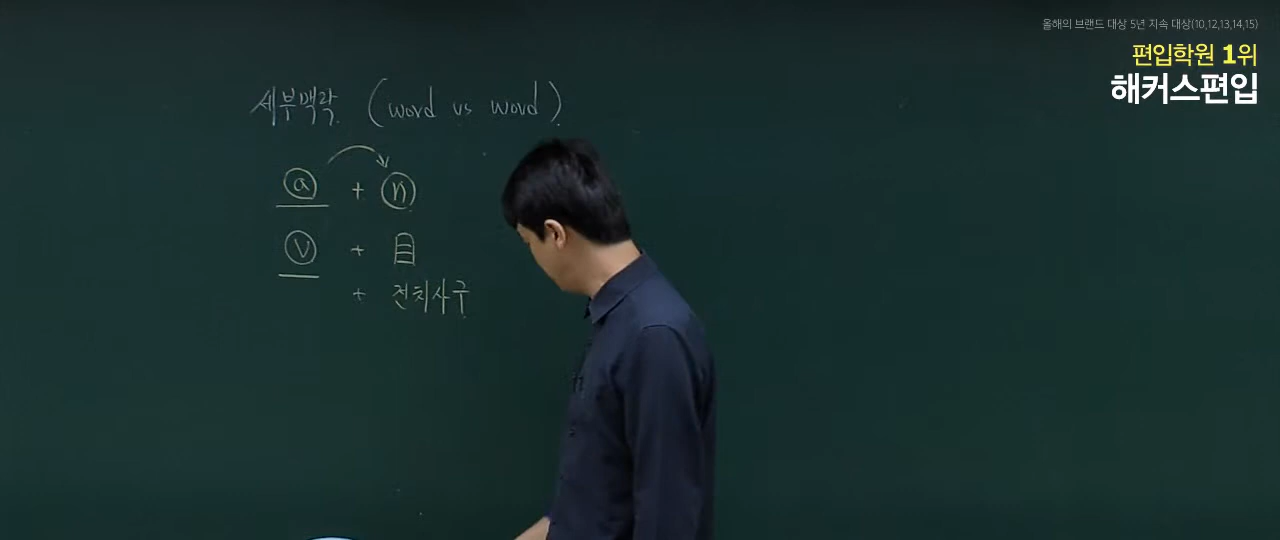 올해의 브랜드 대상 5년 지속 대상(10,12,13,14,15)
편입학원 1위
해커스편입
세부맥락 (word vs word)
ⓐ + ⓝ
ⓥ + 目
+ 전치사구